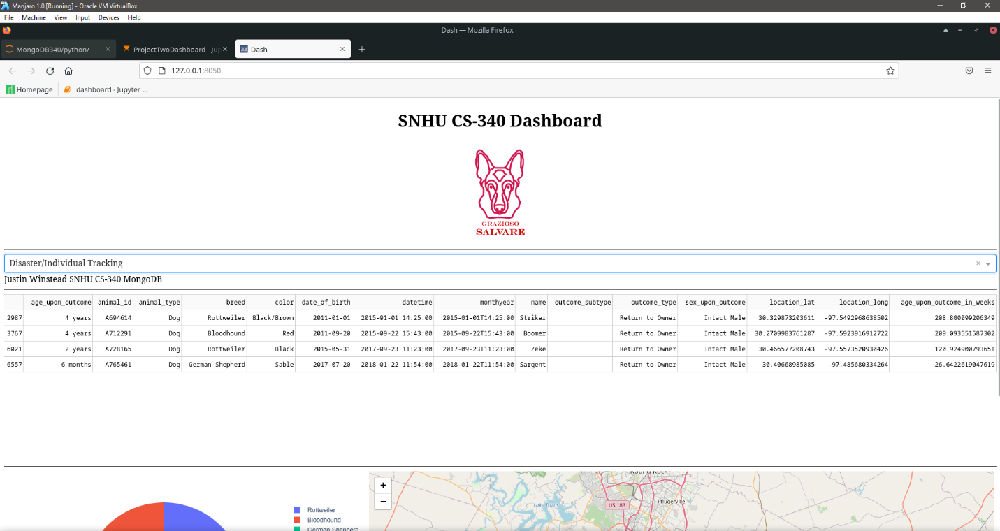 Manjaro 1.0 [Running] - Oracle VM VirtualBox
File Machine View Input Devices Help
Dash — Mozilla Firefox
MongoDB340/python/ ProjectTwoDashboard - Jup Dash
127.0.0.1:8050
Homepage dashboard - Jupyter ...
SNHU CS-340 Dashboard
GRAZIOSO
SALVARE
Disaster/Individual Tracking
Justin Winstead SNHU CS-340 MongoDB
age_upon_outcome animal_id animal_type breed color date_of_birth datetime monthyear name outcome_subtype outcome_type sex_upon_outcome location_lat location_long age_upon_outcome_in_weeks
2987 4 years A694614 Dog Rottweiler Black/Brown 2011-01-01 2015-01-01 14:25:00 2015-01-01T14:25:00 Striker Return to Owner Intact Male 30.329873203611 -97.5492968638502 208.800099206349
3767 4 years A712291 Dog Bloodhound Red 2011-09-20 2015-09-22 15:43:00 2015-09-22T15:43:00 Boomer Return to Owner Intact Male 30.2709983761287 -97.5923916912722 209.093551587302
6021 2 years A728165 Dog Rottweiler Black 2015-05-31 2017-09-23 11:23:00 2017-09-23T11:23:00 Zeke Return to Owner Intact Male 30.466577208743 -97.5573520930426 120.924900793651
6557 6 months A765461 Dog German Shepherd Sable 2017-07-20 2018-01-22 11:54:00 2018-01-22T11:54:00 Sargent Return to Owner Intact Male 30.40668985085 -97.485680334264 26.6422619047619
Round Rock
+
−
Lake Travis
US 183
Pflugerville
Rottweiler
Bloodhound
German Shepherd